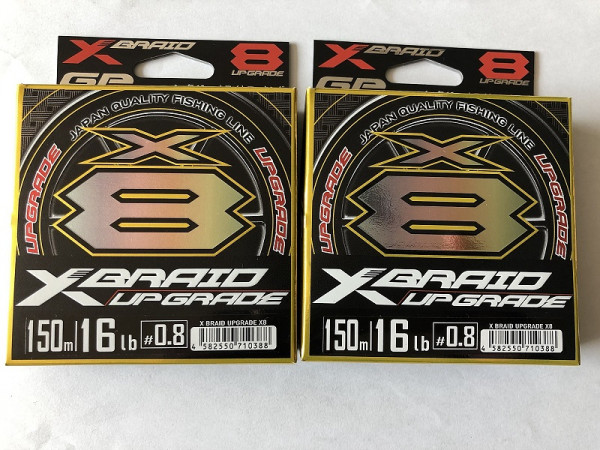 X BRAID
8
UPGRADE
JAPAN QUALITY FISHING LINE
UPGRADE
UPGRADE
X
8
X BRAID
UPGRADE
150m 16lb #0.8
X BRAID UPGRADE X8
4 582550 710388
X BRAID
8
UPGRADE
JAPAN QUALITY FISHING LINE
UPGRADE
UPGRADE
X
8
X BRAID
UPGRADE
150m 16lb #0.8
X BRAID UPGRADE X8
4 582550 710388